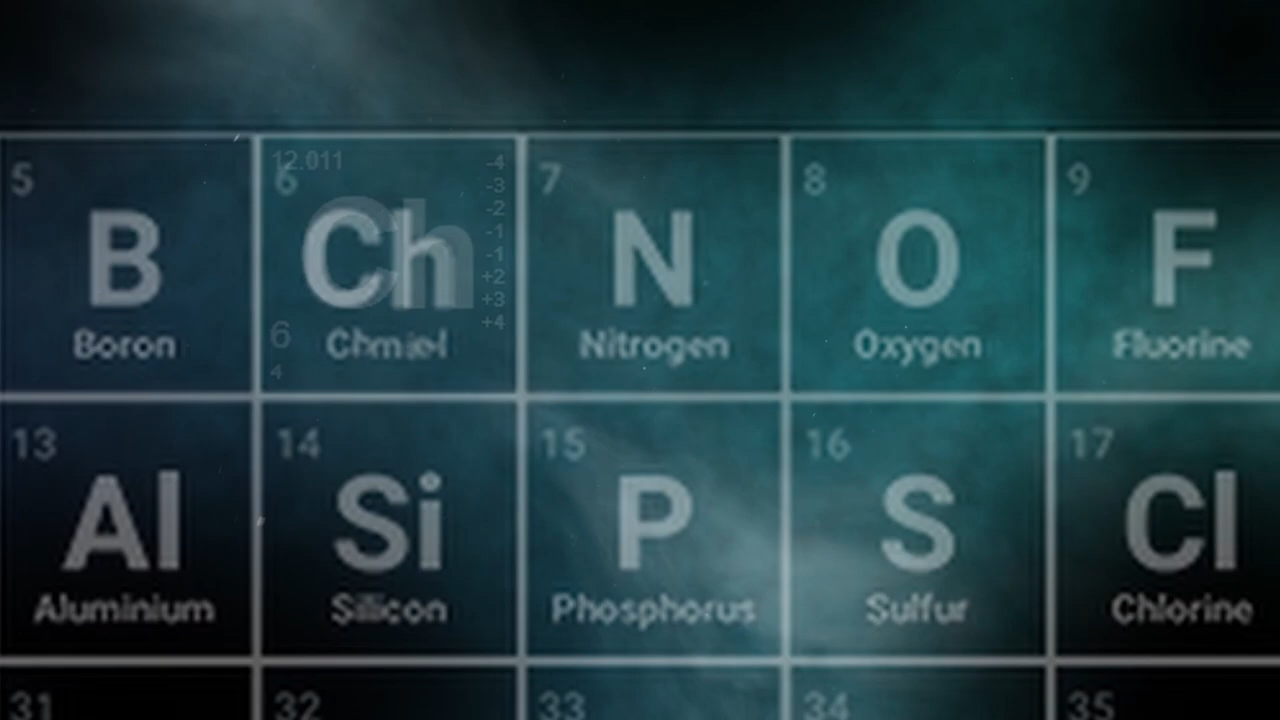 12.011 -4
5 6 -3 7 8 9
-2
B Ch -1 N O F
-1
+2
+3
6 +4
Boron Chmiel Nitrogen Oxygen Fluorine
4
13 14 15 16 17
Al Si P S Cl
Aluminium Silicon Phosphorus Sulfur Chlorine
31 32 33 34 35